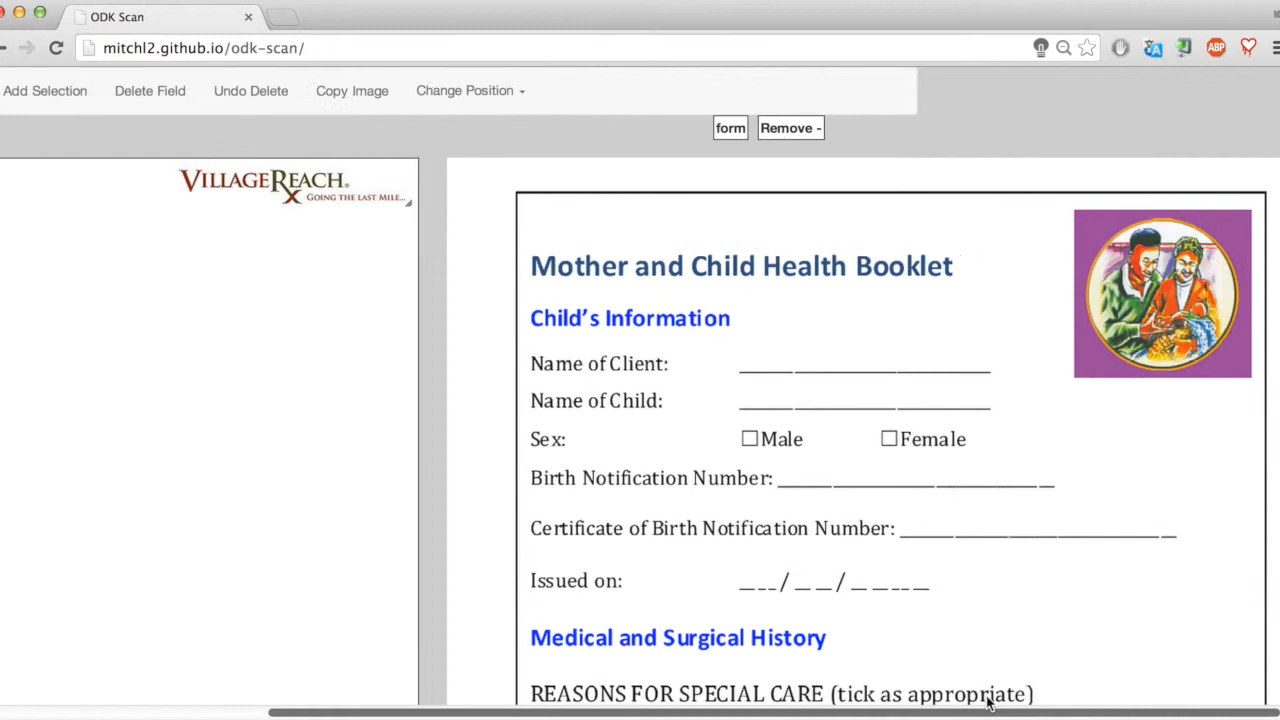 ODK Scan
mitchl2.github.io/odk-scan/
ABP
Add Selection Delete Field Undo Delete Copy Image Change Position
form Remove -
VILLAGEREACH.
GOING THE LAST MILE...
Mother and Child Health Booklet
Child's Information
Name of Client:
Name of Child:
Sex: Male Female
Birth Notification Number:
Certificate of Birth Notification Number:
Issued on: / /
Medical and Surgical History
REASONS FOR SPECIAL CARE (tick as appropriate)